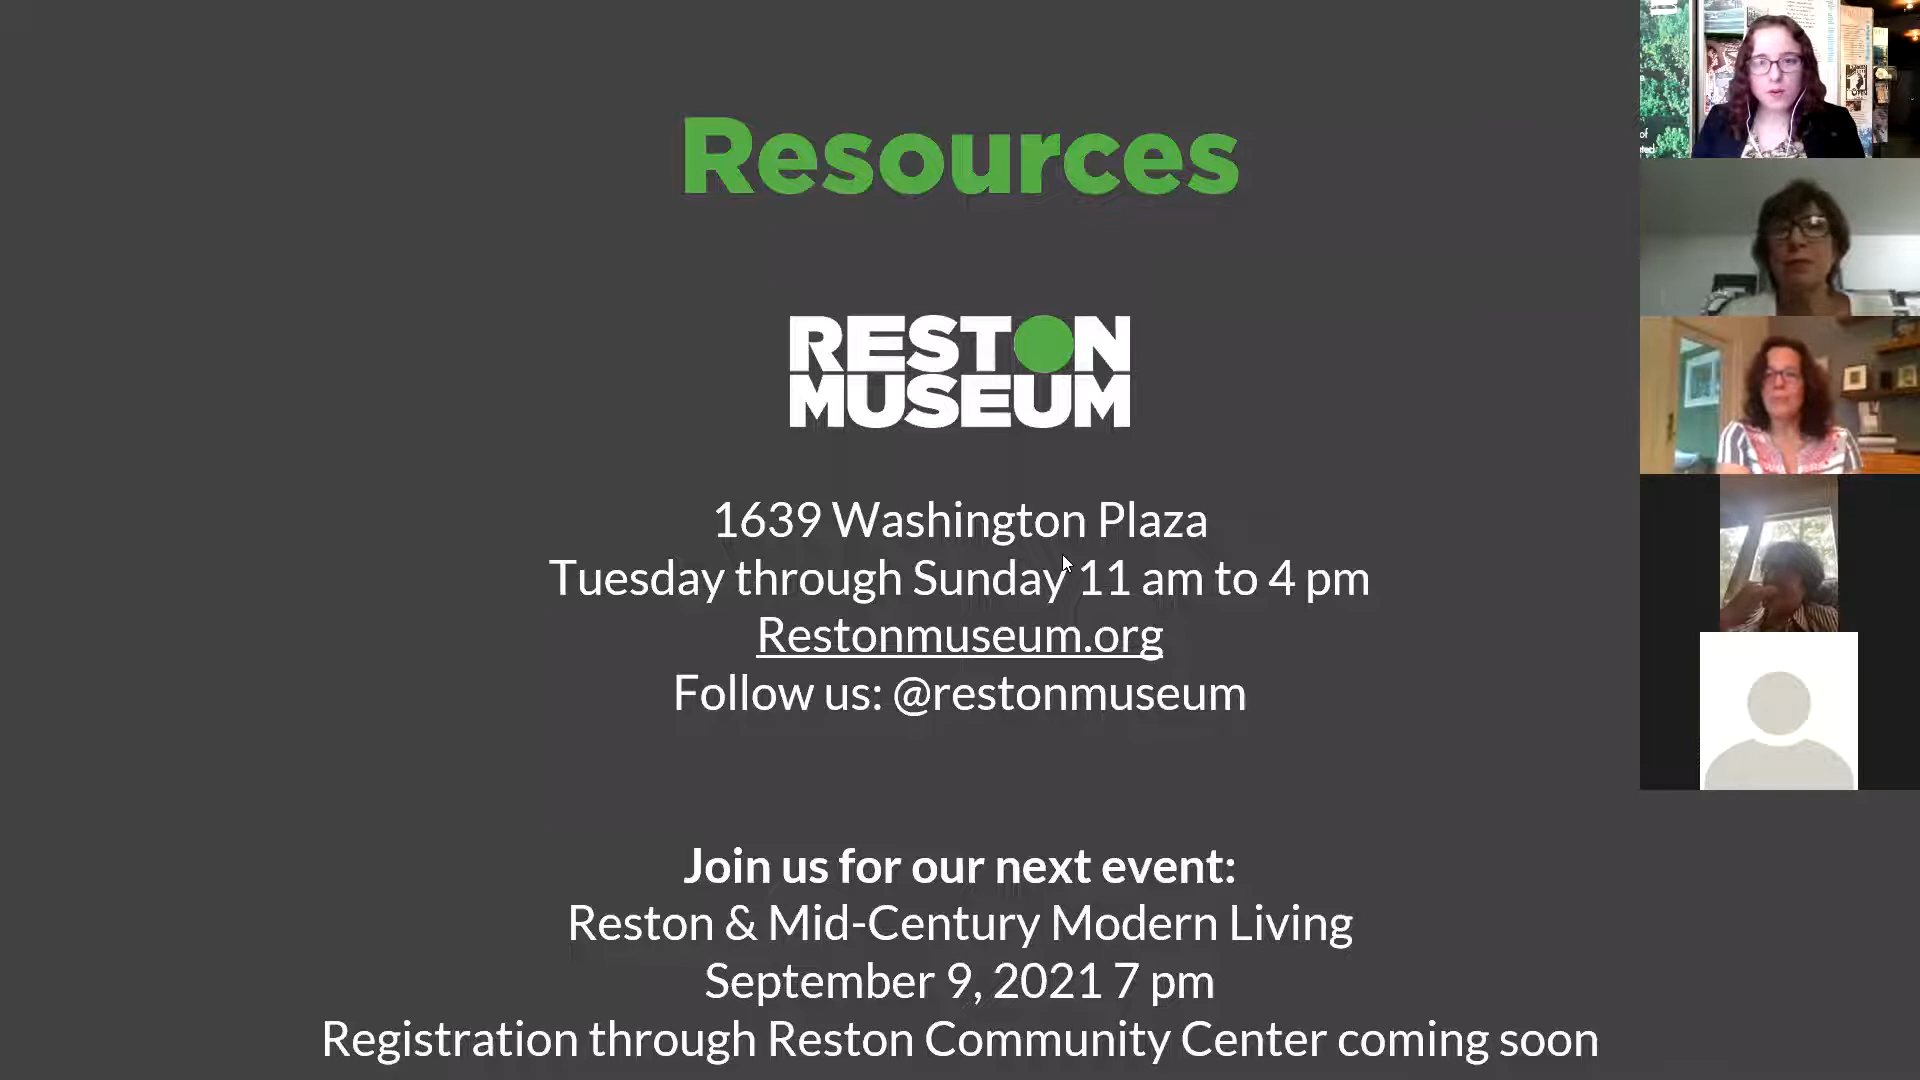 Resources
RESTON
MUSEUM
1639 Washington Plaza
Tuesday through Sunday 11 am to 4 pm
Restonmuseum.org
Follow us: @restonmuseum
Join us for our next event:
Reston & Mid-Century Modern Living
September 9, 2021 7 pm
Registration through Reston Community Center coming soon
of